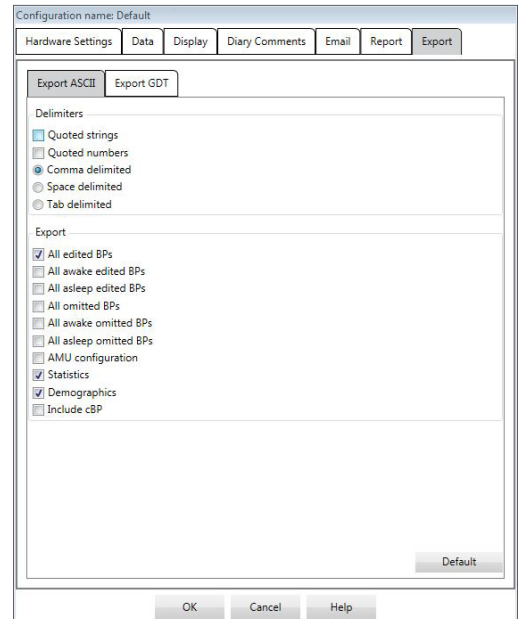 Configuration name: Default
Hardware Settings Data Display Diary Comments Email Report Export
Export ASCII Export GDT
Delimiters
Quoted strings
Quoted numbers
Comma delimited
Space delimited
Tab delimited
Export
All edited BPs
All awake edited BPs
All asleep edited BPs
All omitted BPs
All awake omitted BPs
All asleep omitted BPs
AMU configuration
Statistics
Demographics
Include cBP
Default
OK Cancel Help